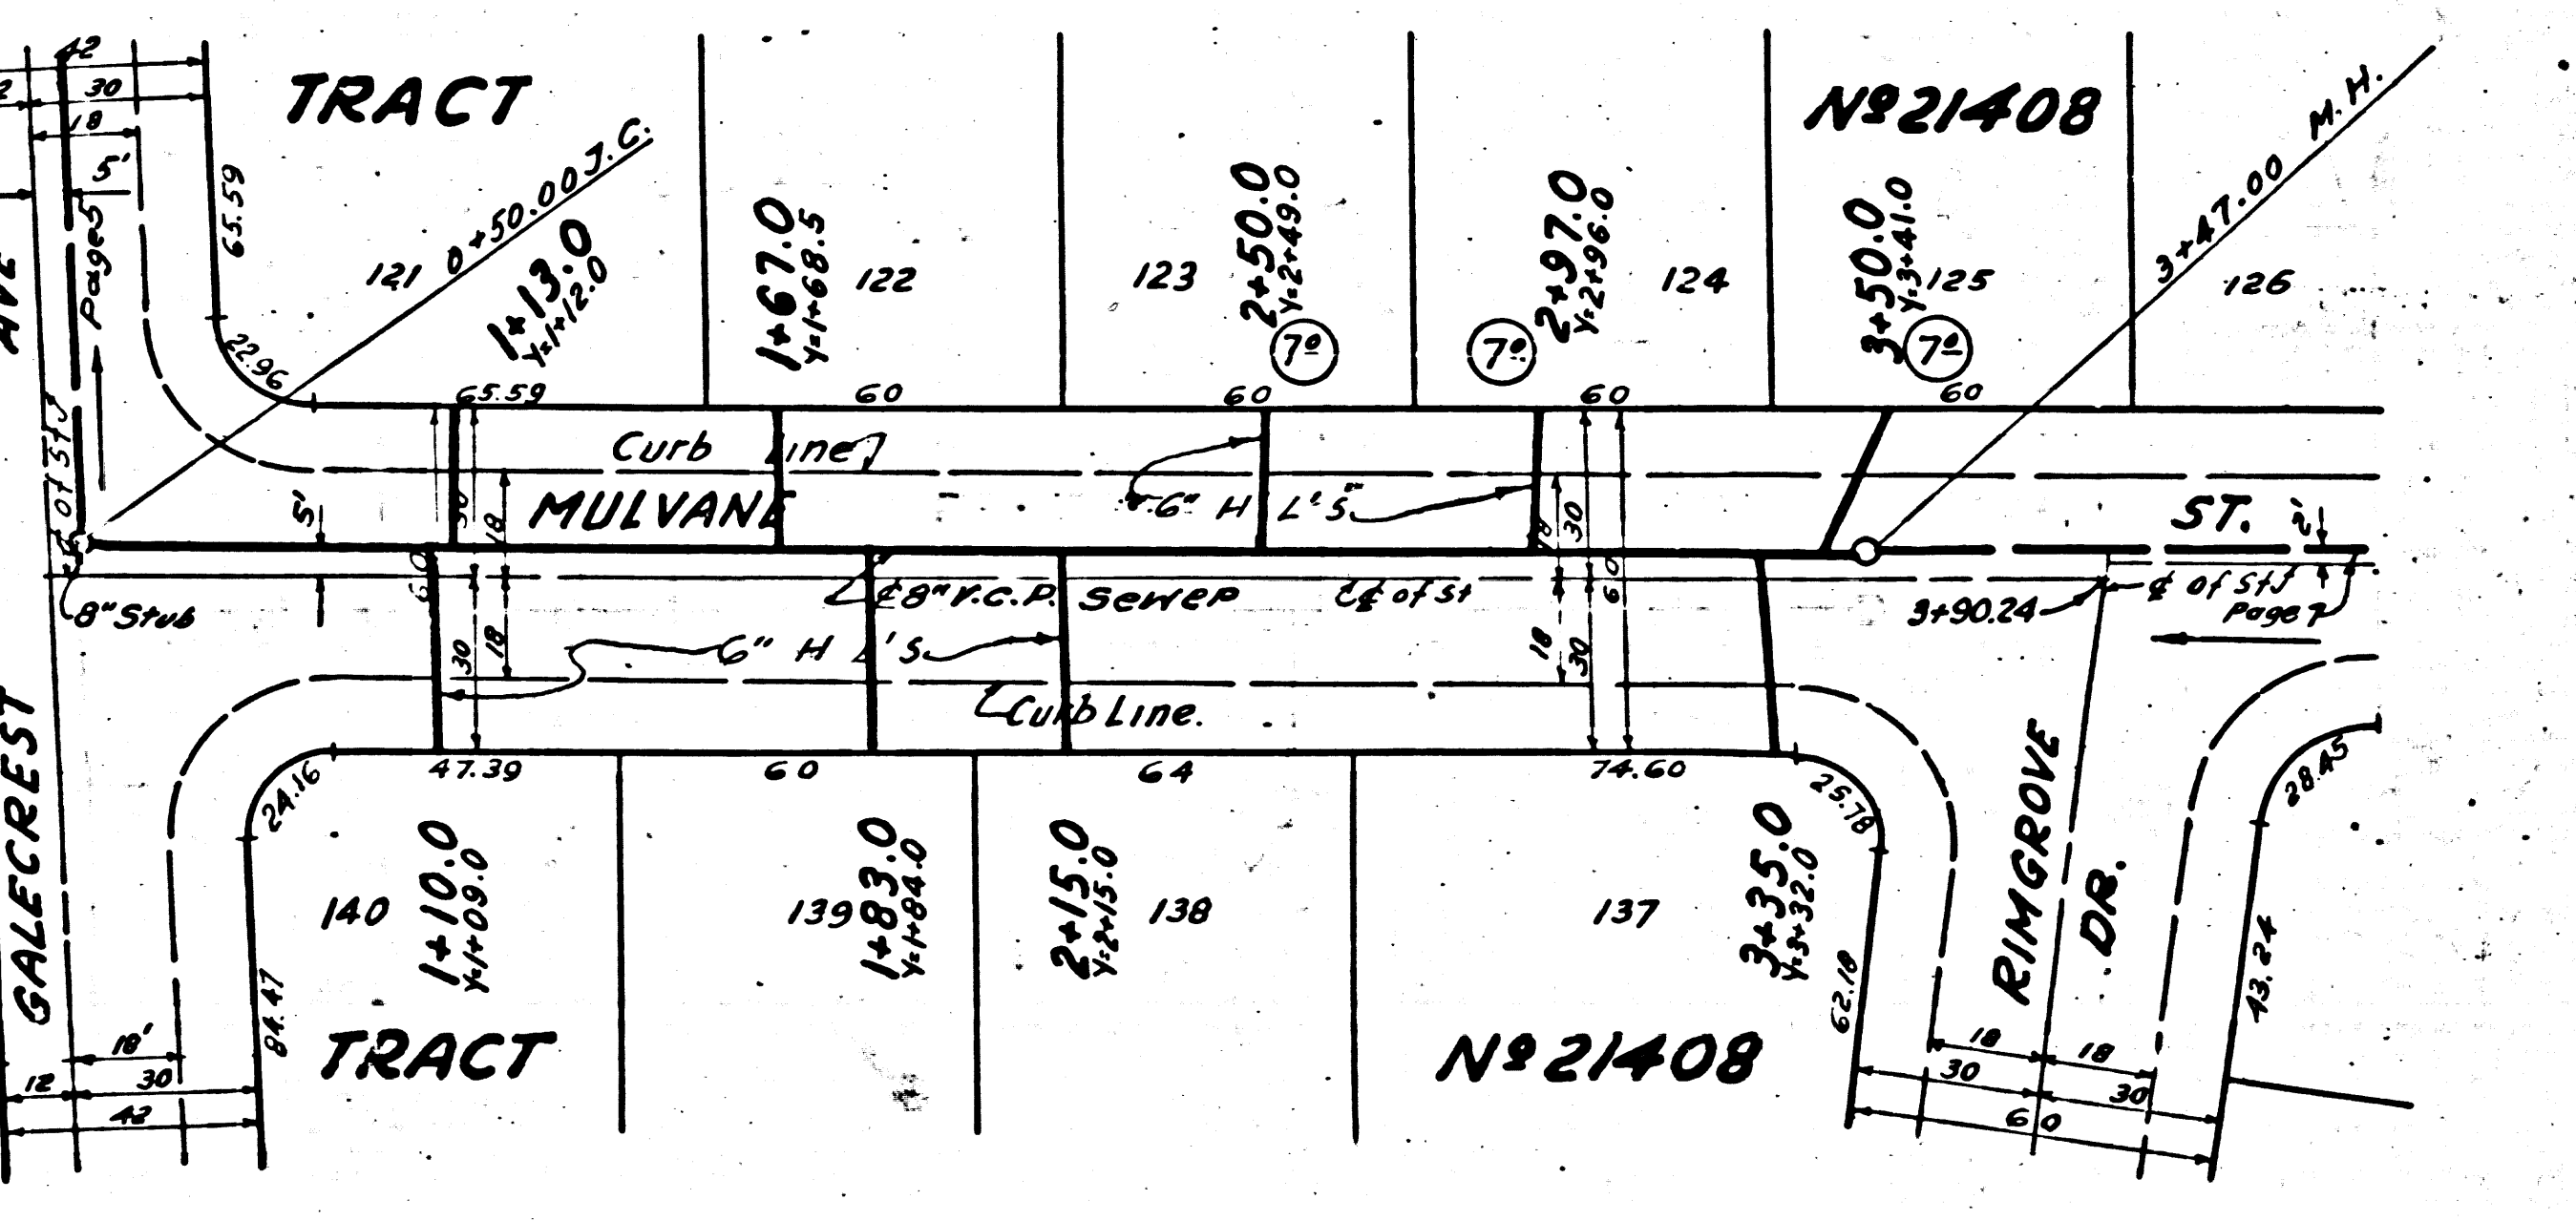 42
30
18
5'
Page 5
AVE
TRACT
65.59
121
0+50.00 J.C.
1+13.0
Y=1+12.0
22.96
65.59
1+67.0
Y=1+68.5
122
60
123
2+50.0
Y=2+49.0
7º
60
7º
2+97.0
Y=2+96.0
124
60
Nº 21408
3+50.0
Y=3+41.0
125
7º
60
3+47.00 M.H.
126
Curb Line
MULVANE
6" H L'S
ST.
2'
5'
30
18
60
18
30
60
℄ of St
8" Stub
℄ 8" V.C.P. Sewer
℄ of St
3+90.24
℄ of St
Page 7
6" H L'S
30
18
18
30
Curb Line.
47.39
60
64
74.60
24.16
25.78
28.45
GALECREST
140
1+10.0
Y=1+09.0
139
1+83.0
Y=1+84.0
2+15.0
Y=2+15.0
138
137
3+35.0
Y=3+32.0
62.18
RIMGROVE
DR.
43.24
84.47
TRACT
Nº 21408
18'
12
30
42
18
18
30
30
60